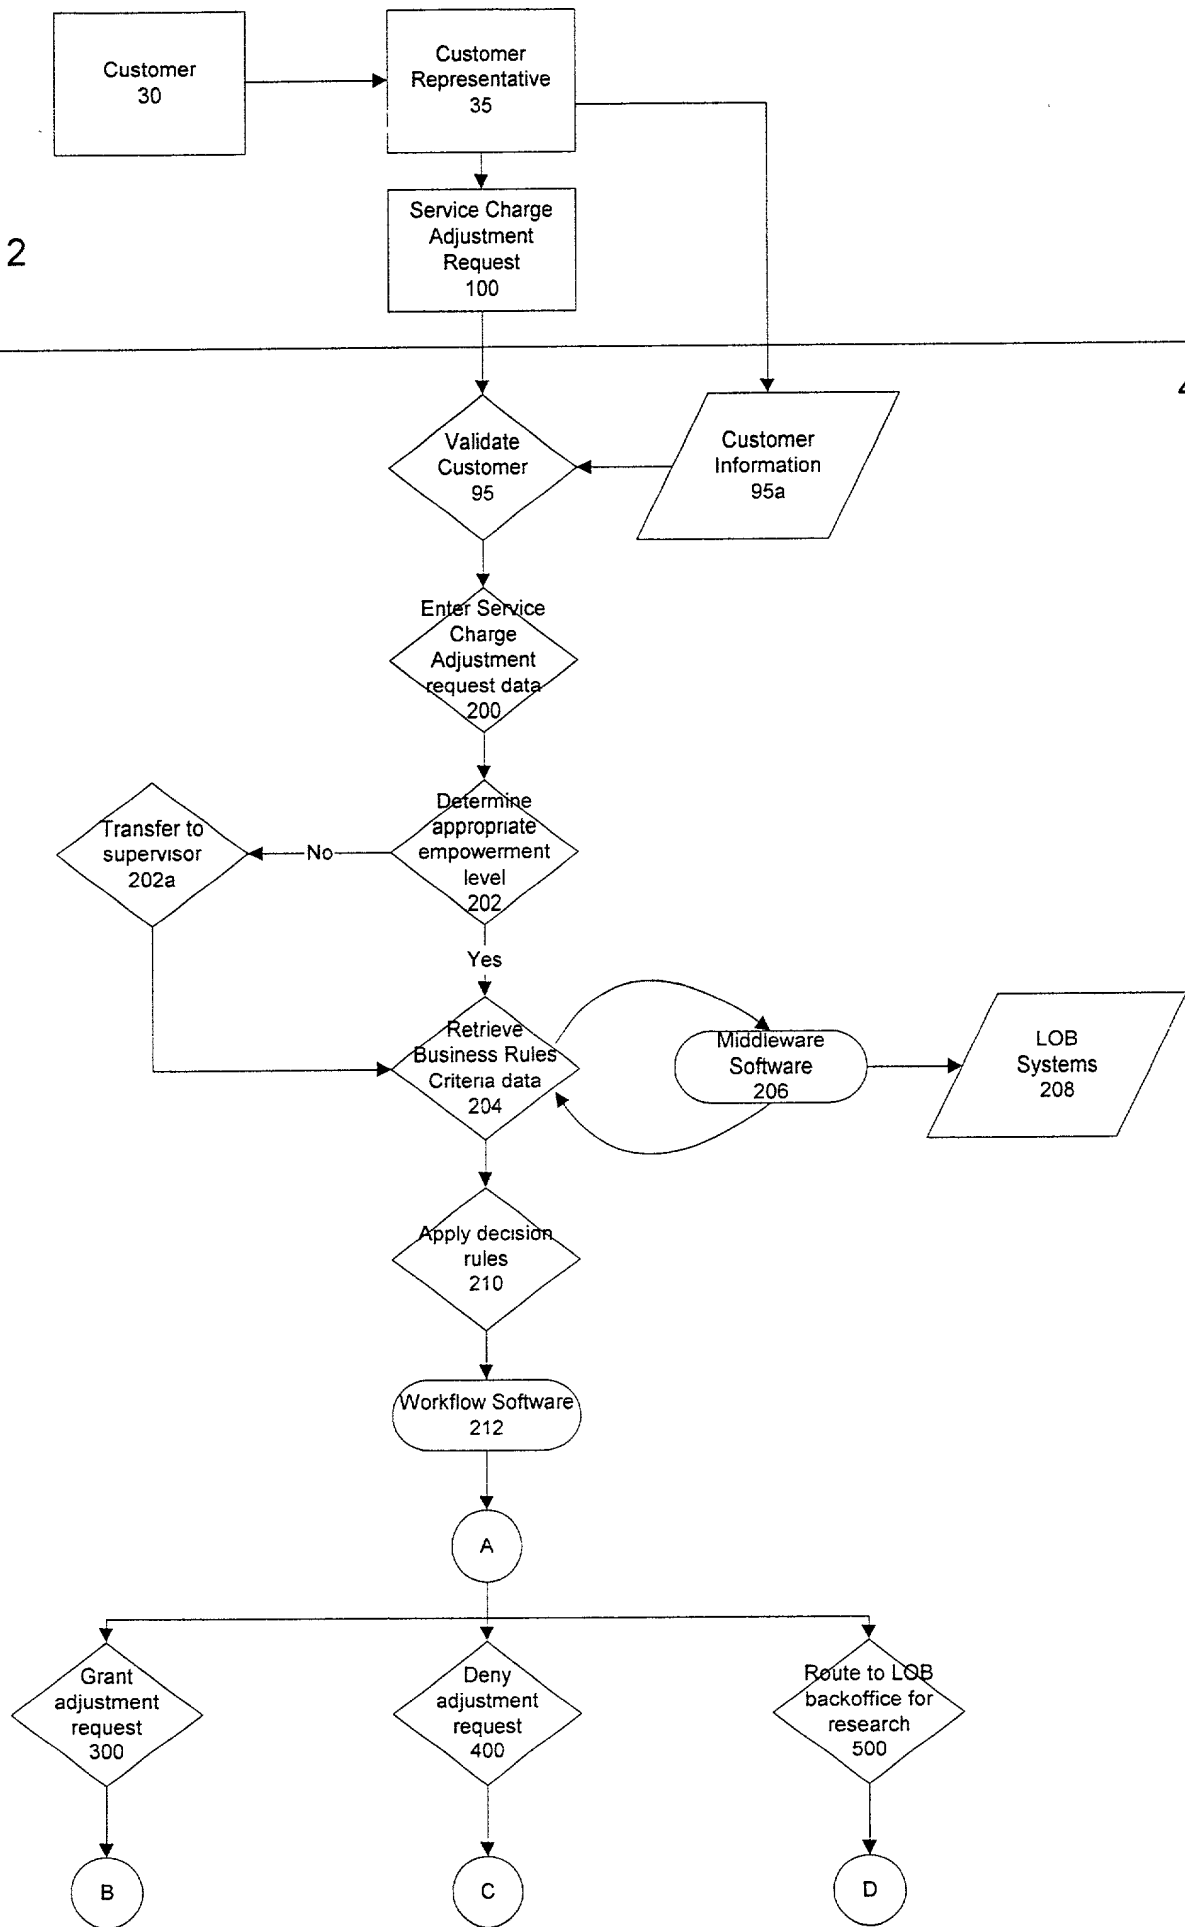 Customer
30
Customer
Representative
35
Service Charge
Adjustment
Request
100
2
4
Validate
Customer
95
Customer
Information
95a
Enter Service
Charge
Adjustment
request data
200
Determine
appropriate
empowerment
level
202
Transfer to
supervisor
202a
No
Yes
Retrieve
Business Rules
Criteria data
204
Middleware
Software
206
LOB
Systems
208
Apply decision
rules
210
Workflow Software
212
A
Grant
adjustment
request
300
Deny
adjustment
request
400
Route to LOB
backoffice for
research
500
B
C
D